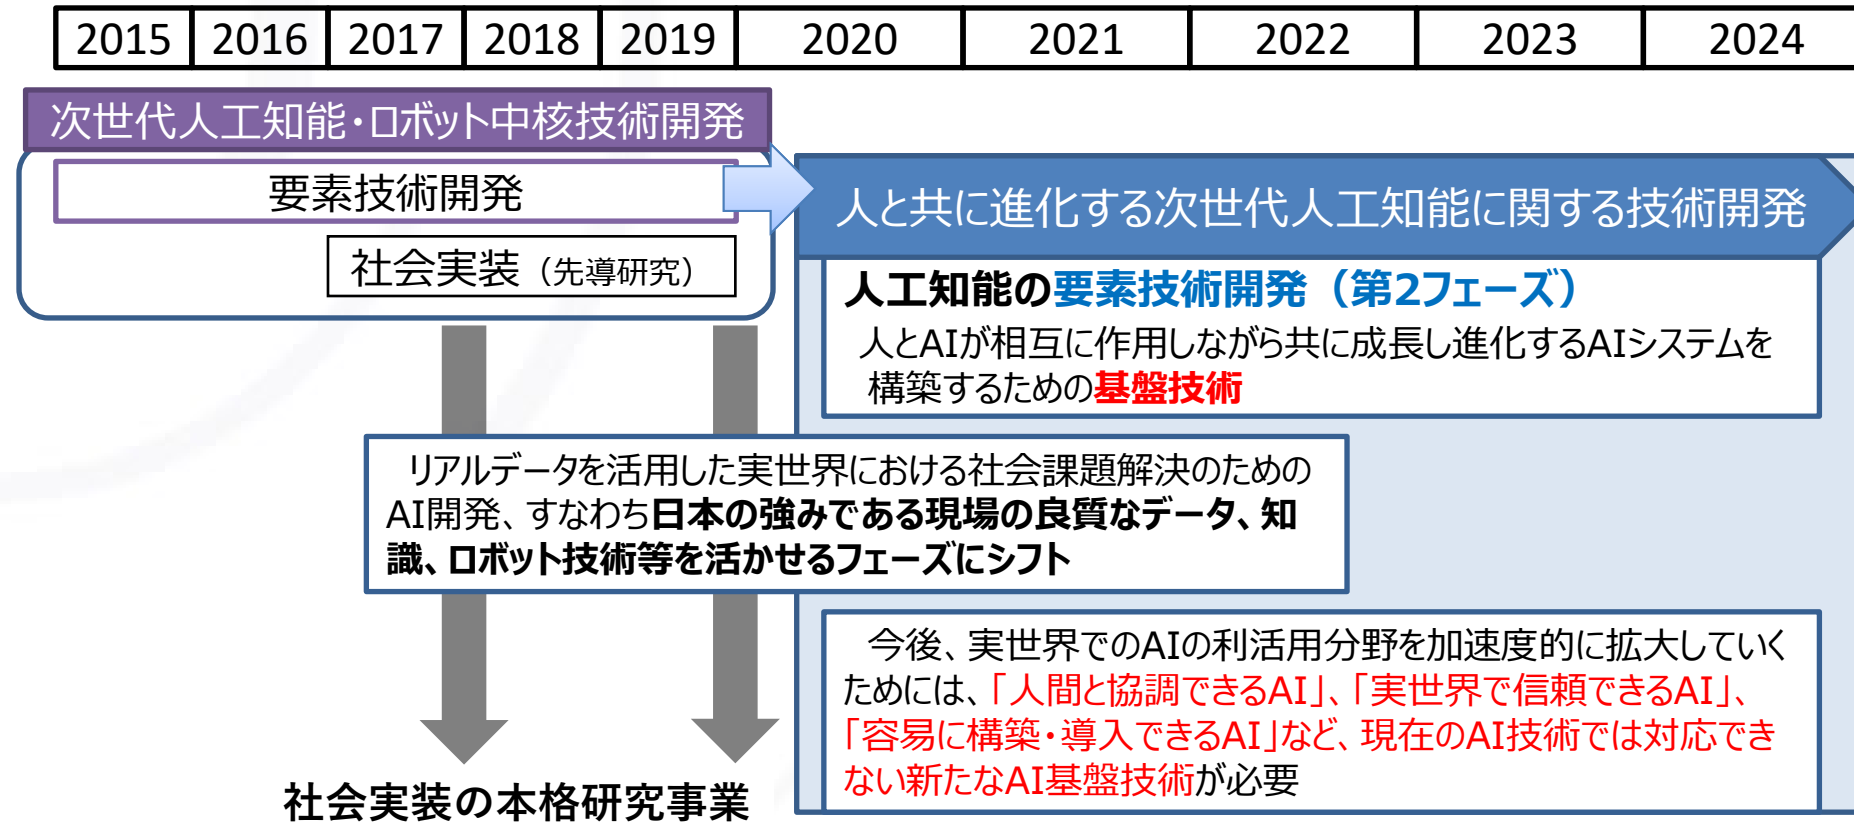 2015 2016 2017 2018 2019 2020 2021 2022 2023 2024
次世代人工知能・ロボット中核技術開発
要素技術開発
社会実装（先導研究）
人と共に進化する次世代人工知能に関する技術開発
人工知能の要素技術開発（第2フェーズ）
人とAIが相互に作用しながら共に成長し進化するAIシステムを
構築するための基盤技術
リアルデータを活用した実世界における社会課題解決のための
AI開発、すなわち日本の強みである現場の良質なデータ、知
識、ロボット技術等を活かせるフェーズにシフト
今後、実世界でのAIの利活用分野を加速度的に拡大していく
ためには、「人間と協調できるAI」、「実世界で信頼できるAI」、
「容易に構築・導入できるAI」など、現在のAI技術では対応でき
ない新たなAI基盤技術が必要
社会実装の本格研究事業